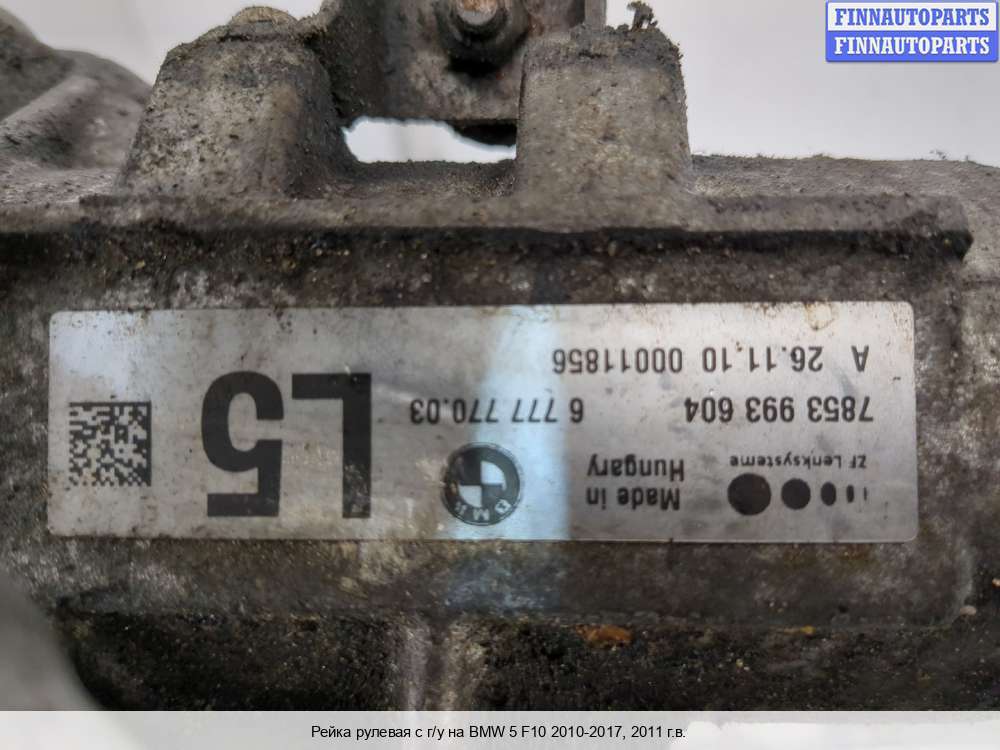 FINNAUTOPARTS
FINNAUTOPARTS
ZF Lenksysteme
Made in
Hungary
BMW
L5
7853 993 604
6 777 770.03
A 26.11.10 00011856
Рейка рулевая с г/у на BMW 5 F10 2010-2017, 2011 г.в.